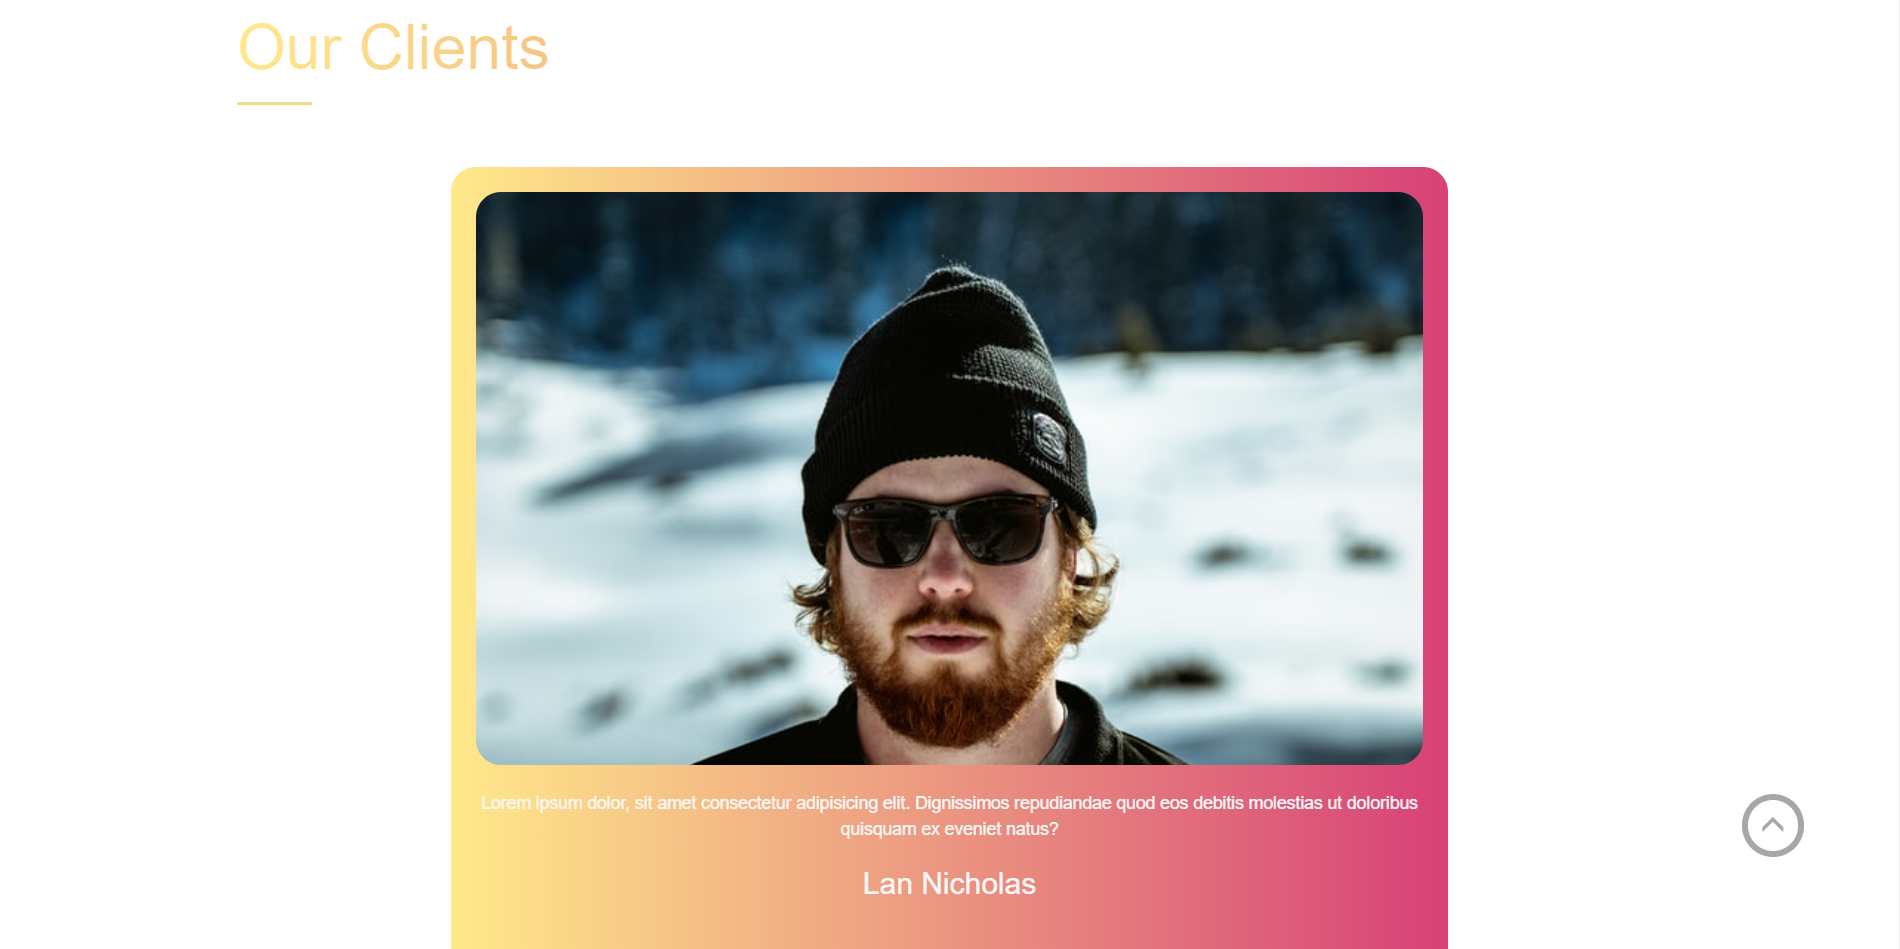 Our Clients
Lorem ipsum dolor, sit amet consectetur adipisicing elit. Dignissimos repudiandae quod eos debitis molestias ut doloribus
quisquam ex eveniet natus?
Lan Nicholas